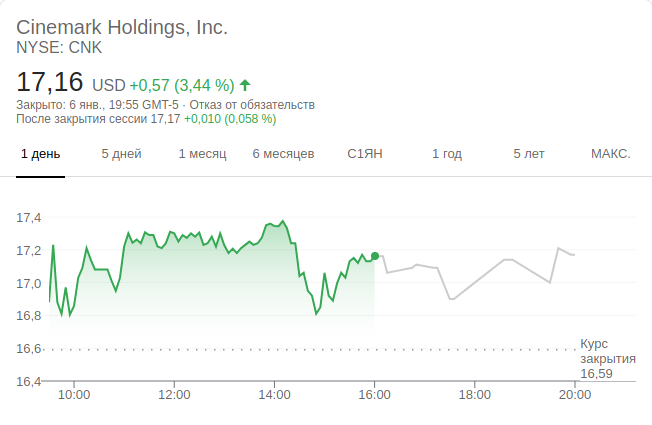 Cinemark Holdings, Inc.
NYSE: CNK
17,16 USD +0,57 (3,44 %)
Закрыто: 6 янв., 19:55 GMT-5 · Отказ от обязательств
После закрытия сессии 17,17 +0,010 (0,058 %)
1 день 5 дней 1 месяц 6 месяцев С1ЯН 1 год 5 лет МАКС.
17,4
17,2
17,0
16,8
16,6
16,4
Курс
закрытия
16,59
10:00 12:00 14:00 16:00 18:00 20:00